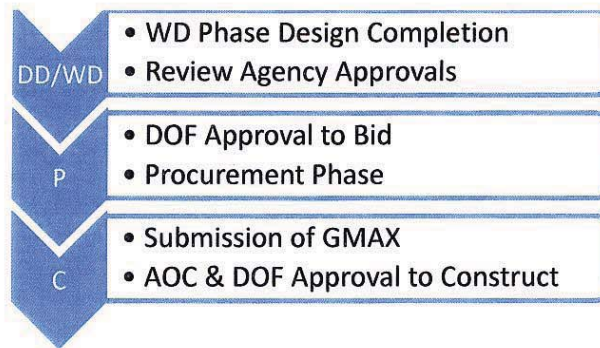 DD/WD
• WD Phase Design Completion
• Review Agency Approvals
P
• DOF Approval to Bid
• Procurement Phase
C
• Submission of GMAX
• AOC & DOF Approval to Construct